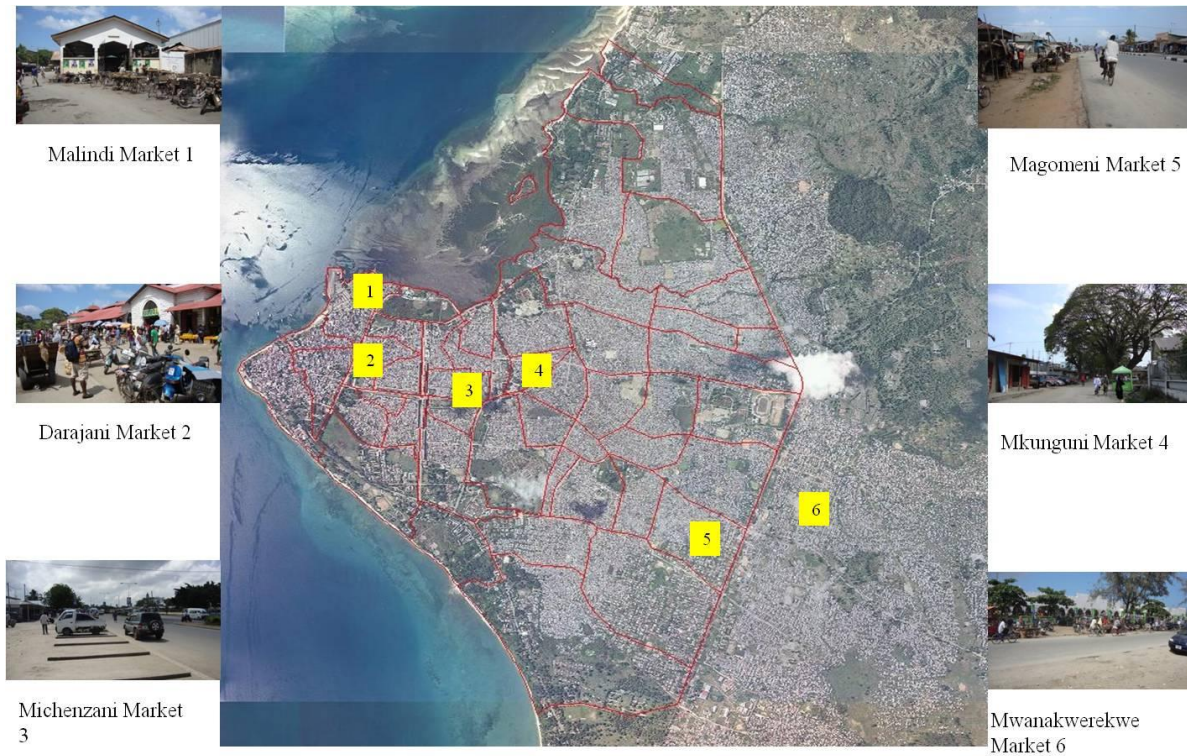 Malindi Market 1
Magomeni Market 5
1
2
3
4
Darajani Market 2
Mkunguni Market 4
5
6
Michenzani Market
3
Mwanakwerekwe
Market 6